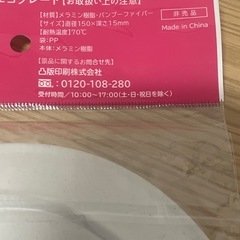 コプレート【お取扱い上の注意】
非売品
Made in China
【材質】メラミン樹脂・バンブーファイバー
【サイズ】直径150×深さ15mm
【耐熱温度】70℃
袋：PP
本体：メラミン樹脂
【景品に関するお問合せ先】
凸版印刷株式会社
0120-108-280
受付時間／10:00〜17:00（土・日・祝日を除く）